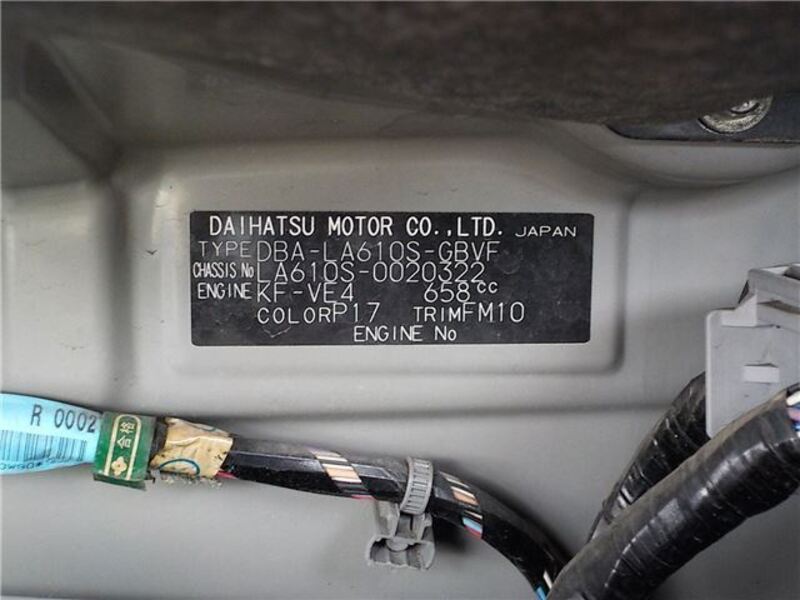 DAIHATSU MOTOR CO.,LTD. JAPAN
TYPE DBA-LA610S-GBVF
CHASSIS No LA610S-0020322
ENGINE KF-VE4 658cc
COLOR P17 TRIM FM10
ENGINE No
R 0002
合格